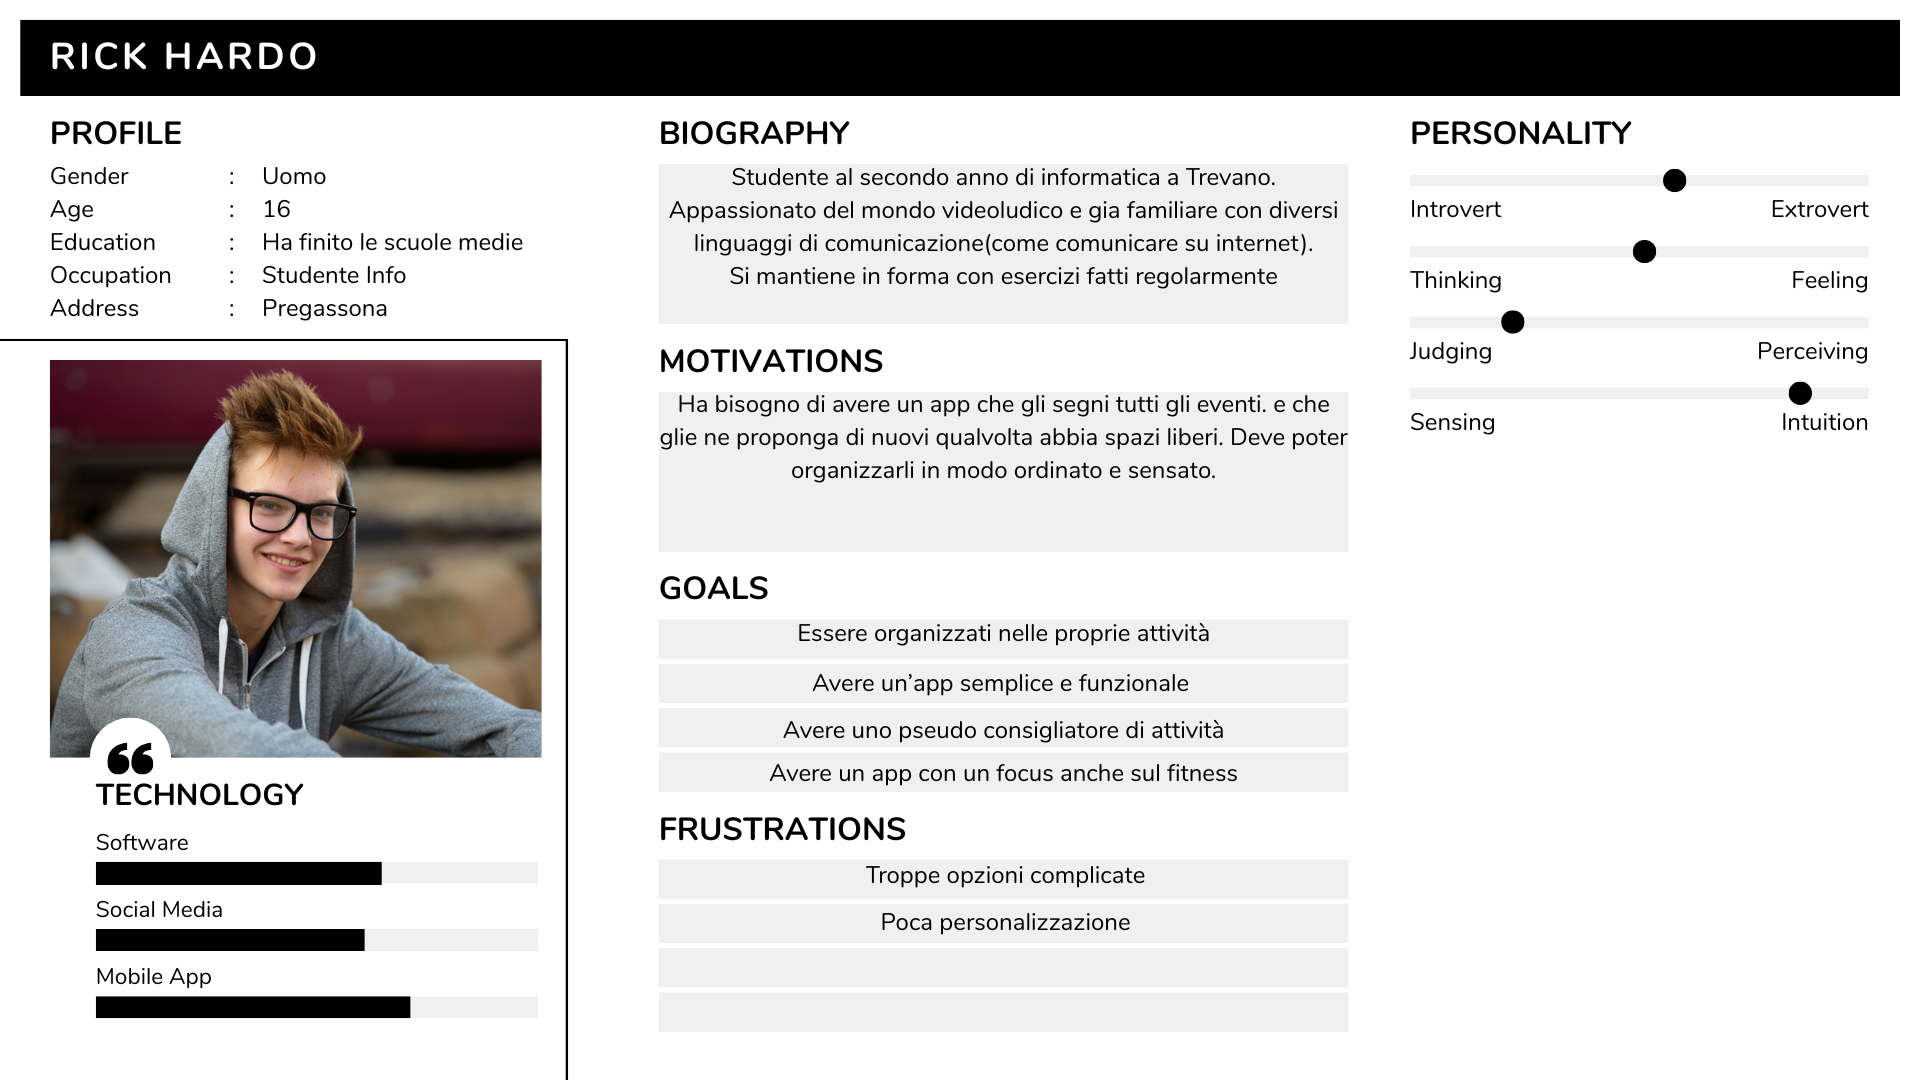 RICK HARDO
PROFILE
Gender : Uomo
Age : 16
Education : Ha finito le scuole medie
Occupation : Studente Info
Address : Pregassona
TECHNOLOGY
Software
Social Media
Mobile App
BIOGRAPHY
Studente al secondo anno di informatica a Trevano.
Appassionato del mondo videoludico e gia familiare con diversi
linguaggi di comunicazione(come comunicare su internet).
Si mantiene in forma con esercizi fatti regolarmente
MOTIVATIONS
Ha bisogno di avere un app che gli segni tutti gli eventi. e che
glie ne proponga di nuovi qualvolta abbia spazi liberi. Deve poter
organizzarli in modo ordinato e sensato.
GOALS
Essere organizzati nelle proprie attività
Avere un’app semplice e funzionale
Avere uno pseudo consigliatore di attività
Avere un app con un focus anche sul fitness
FRUSTRATIONS
Troppe opzioni complicate
Poca personalizzazione
PERSONALITY
Introvert Extrovert
Thinking Feeling
Judging Perceiving
Sensing Intuition